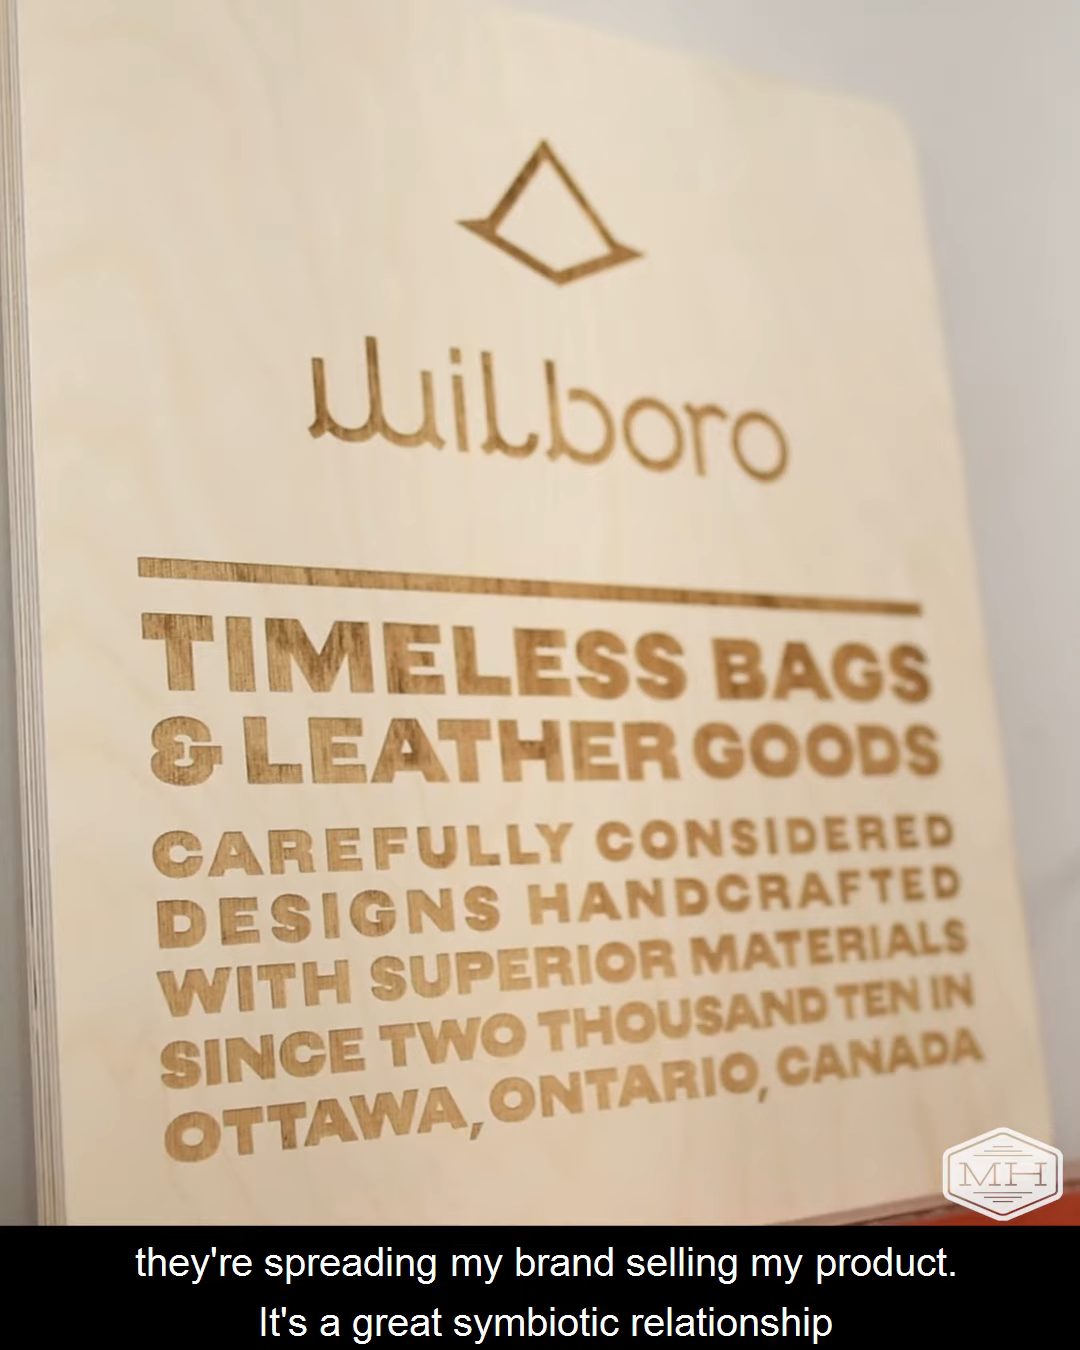 wilboro
TIMELESS BAGS
& LEATHER GOODS
CAREFULLY CONSIDERED
DESIGNS HANDCRAFTED
WITH SUPERIOR MATERIALS
SINCE TWO THOUSAND TEN IN
OTTAWA, ONTARIO, CANADA
MH
they're spreading my brand selling my product.
It's a great symbiotic relationship